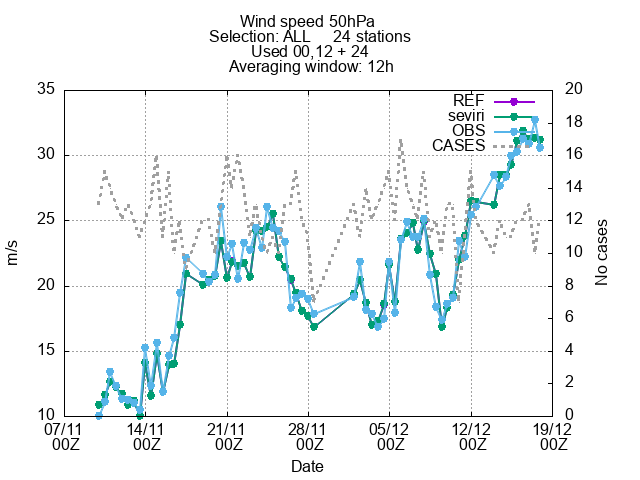 Wind speed 50hPa
Selection: ALL 24 stations
Used 00,12 + 24
Averaging window: 12h
35 20
REF
seviri
OBS
CASES
18
30 16
14
25 12
10
20 8
6
15 4
2
10 0
m/s
No cases
07/11 14/11 21/11 28/11 05/12 12/12 19/12
00Z 00Z 00Z 00Z 00Z 00Z 00Z
Date